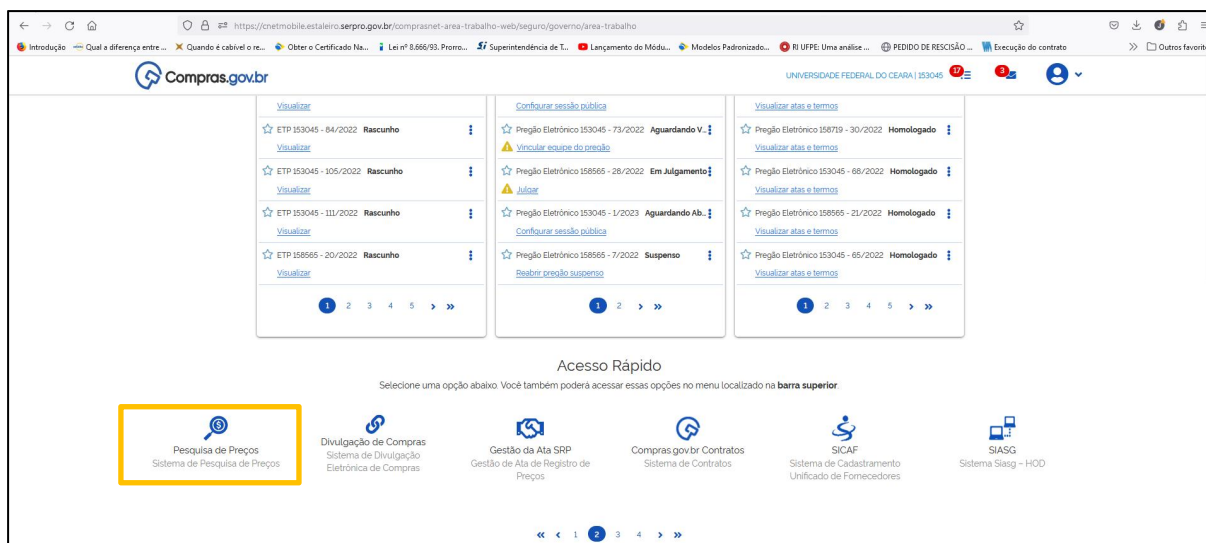 https://cnetmobile.estaleiro.serpro.gov.br/comprasnet-area-trabalho-web/seguro/governo/area-trabalho
Introdução
Qual a diferença entre ...
Quando é cabível o re...
Obter o Certificado Na...
Lei nº 8.666/93. Prorro...
Superintendência de T...
Lançamento do Módu...
Modelos Padronizado...
RI UFPE: Uma análise ...
PEDIDO DE RESCISÃO ...
Execução do contrato
Outros favorit
Compras.gov.br
UNIVERSIDADE FEDERAL DO CEARA | 153045
17
3
Visualizar
ETP 153045 - 84/2022 Rascunho
Visualizar
ETP 153045 - 105/2022 Rascunho
Visualizar
ETP 153045 - 111/2022 Rascunho
Visualizar
ETP 158565 - 20/2022 Rascunho
Visualizar
1 2 3 4 5 › »
Configurar sessão pública
Pregão Eletrônico 153045 - 73/2022 Aguardando V...
Vincular equipe do pregão
Pregão Eletrônico 158565 - 28/2022 Em Julgamento
Julgar
Pregão Eletrônico 153045 - 1/2023 Aguardando Ab...
Configurar sessão pública
Pregão Eletrônico 158565 - 7/2022 Suspenso
Reabrir pregão suspenso
1 2 › »
Visualizar atas e termos
Pregão Eletrônico 158719 - 30/2022 Homologado
Visualizar atas e termos
Pregão Eletrônico 153045 - 68/2022 Homologado
Visualizar atas e termos
Pregão Eletrônico 158565 - 21/2022 Homologado
Visualizar atas e termos
Pregão Eletrônico 153045 - 65/2022 Homologado
Visualizar atas e termos
1 2 3 4 5 › »
Acesso Rápido
Selecione uma opção abaixo. Você também poderá acessar essas opções no menu localizado na barra superior
Pesquisa de Preços
Sistema de Pesquisa de Preços
Divulgação de Compras
Sistema de Divulgação
Eletrônica de Compras
Gestão da Ata SRP
Gestão de Ata de Registro de
Preços
Compras.gov.br Contratos
Sistema de Contratos
SICAF
Sistema de Cadastramento
Unificado de Fornecedores
SIASG
Sistema Siasg – HOD
« ‹ 1 2 3 4 › »